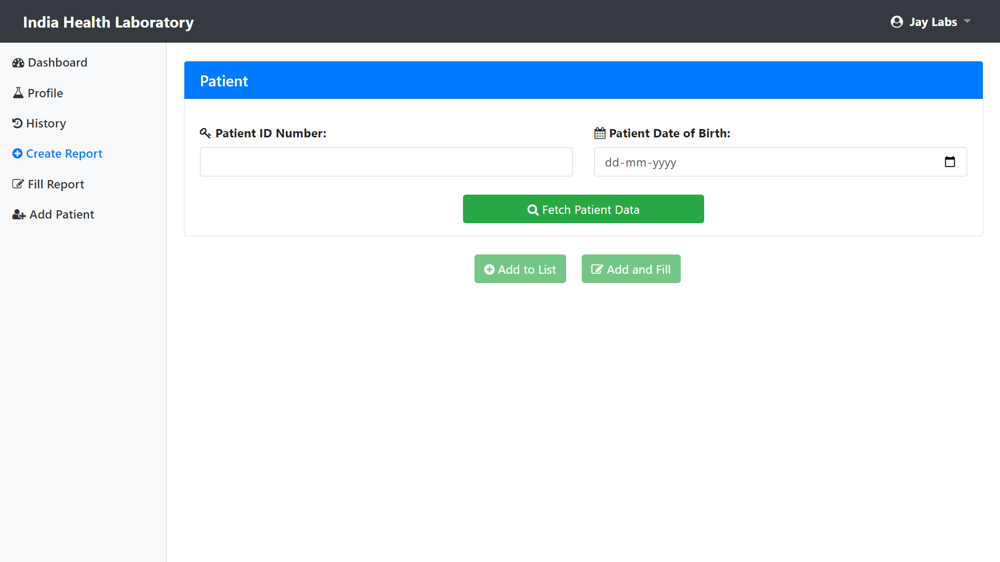 India Health Laboratory
Jay Labs
Dashboard
Profile
History
Create Report
Fill Report
Add Patient
Patient
Patient ID Number:
Patient Date of Birth:
dd-mm-yyyy
Fetch Patient Data
Add to List
Add and Fill